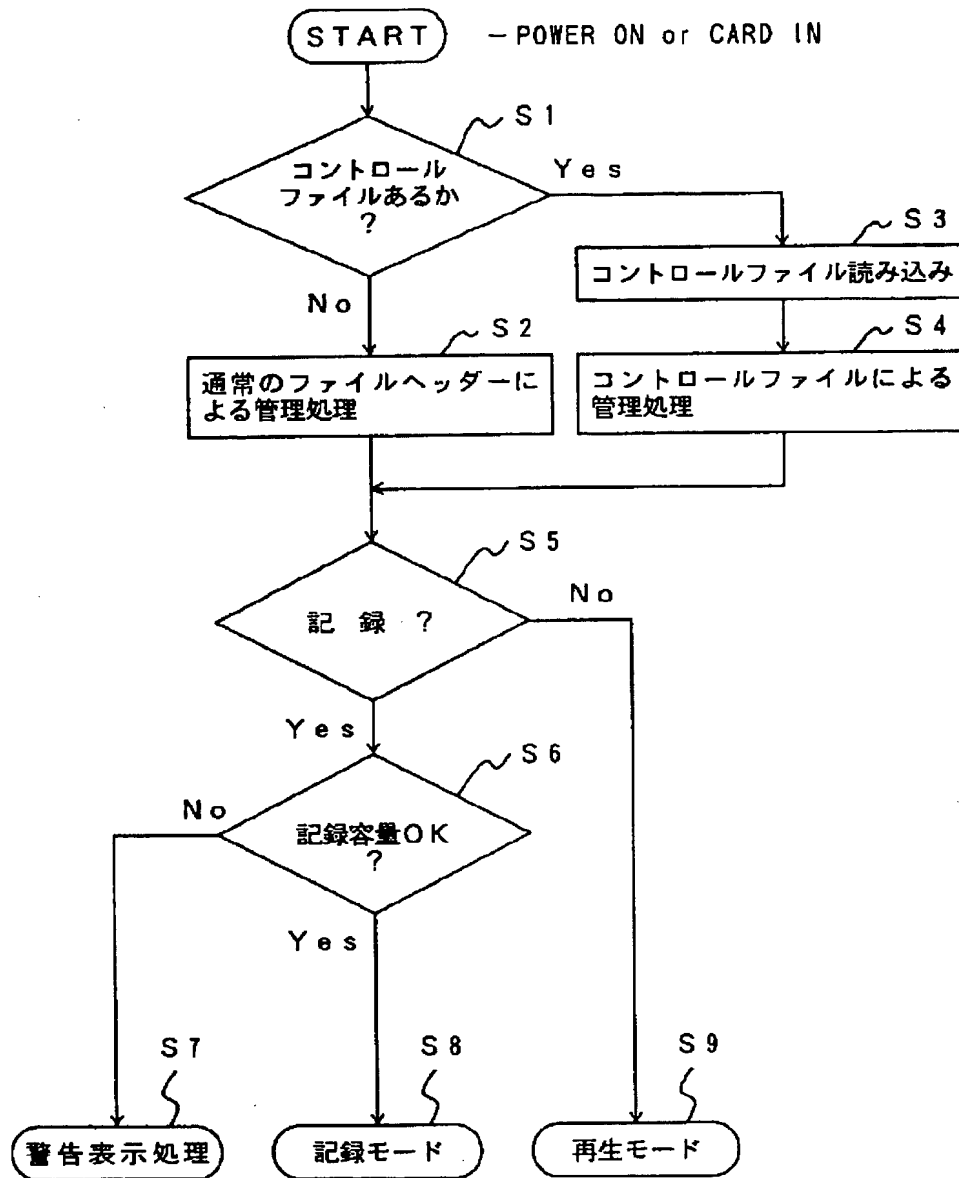 START
-POWER ON or CARD IN
S1
コントロール
ファイルあるか
?
Yes
No
S3
コントロールファイル読み込み
S2
S4
通常のファイルヘッダーに
よる管理処理
コントロールファイルによる
管理処理
S5
記録?
No
Yes
S6
No
記録容量OK
?
Yes
S7
S8
S9
警告表示処理
記録モード
再生モード